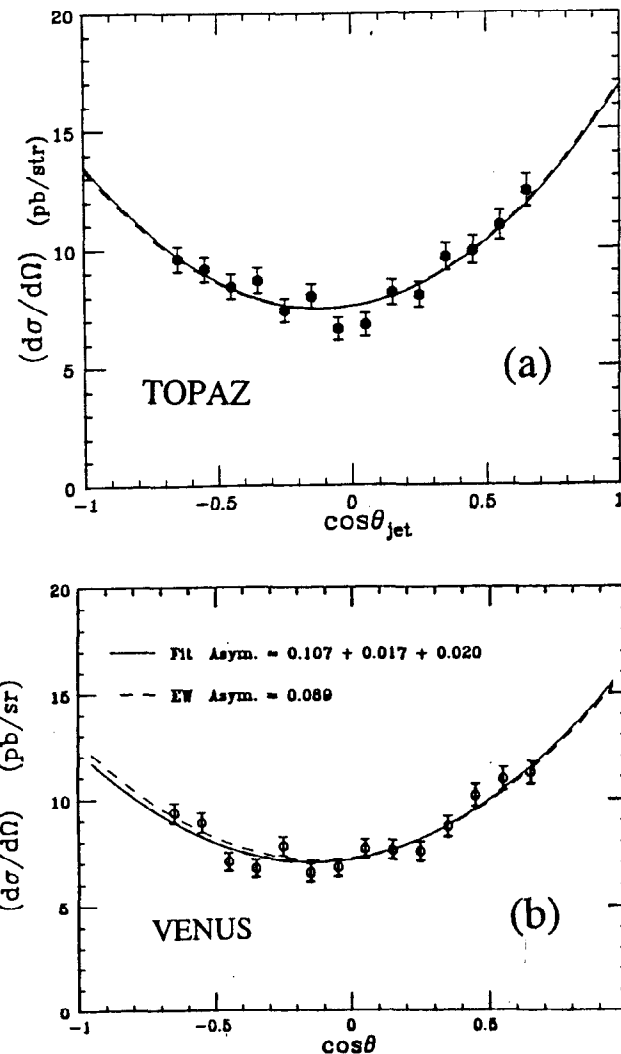 20
15
10
5
0
(dσ/dΩ) (pb/str)
TOPAZ
(a)
-1
-0.5
0
0.5
1
cosθjet
20
15
10
5
0
(dσ/dΩ) (pb/sr)
Fit Asym. = 0.107 + 0.017 + 0.020
EW Asym. = 0.089
VENUS
(b)
-1
-0.5
0
0.5
cosθ